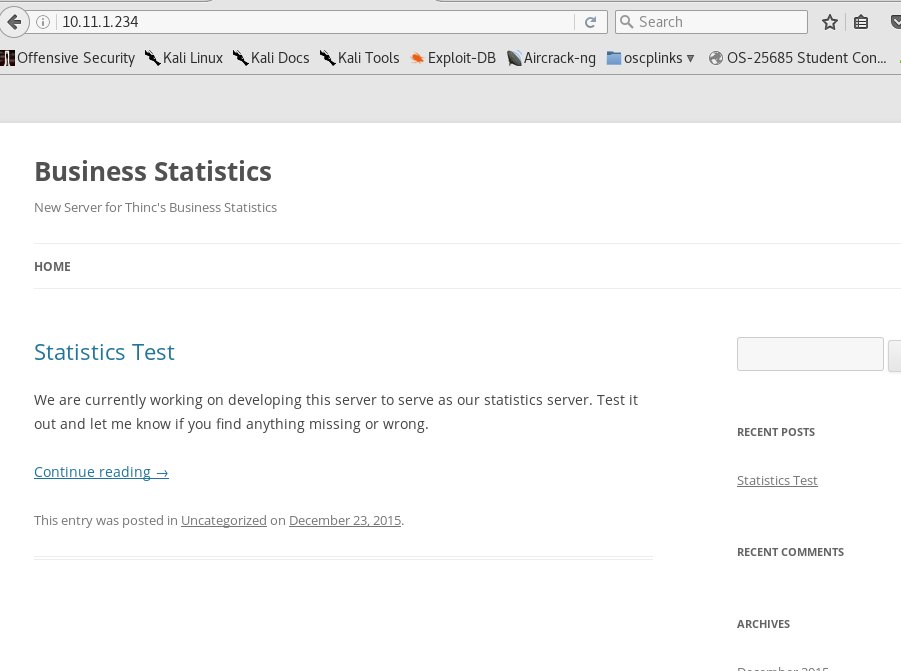 10.11.1.234
Search
Offensive Security Kali Linux Kali Docs Kali Tools Exploit-DB Aircrack-ng oscplinks OS-25685 Student Con...
Business Statistics
New Server for Thinc's Business Statistics
HOME
Statistics Test
We are currently working on developing this server to serve as our statistics server. Test it
out and let me know if you find anything missing or wrong.
Continue reading →
This entry was posted in Uncategorized on December 23, 2015.
RECENT POSTS
Statistics Test
RECENT COMMENTS
ARCHIVES
December 2015